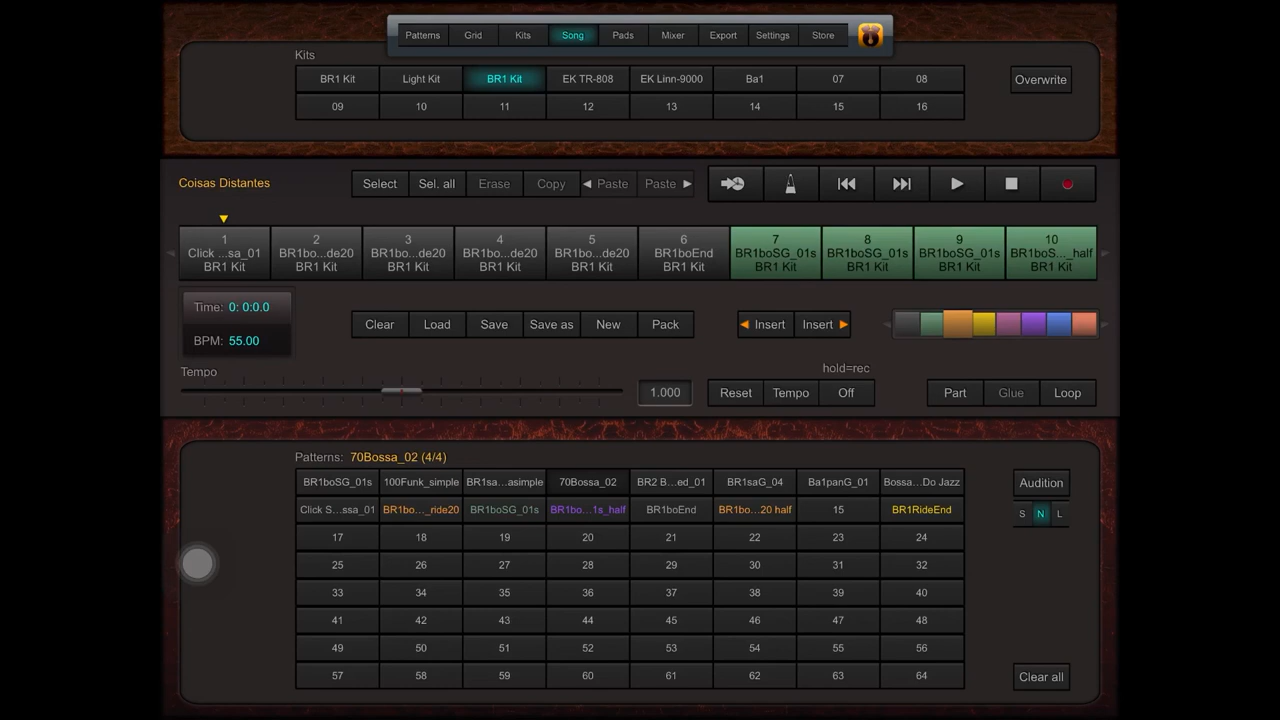 Patterns Grid Kits Song Pads Mixer Export Settings Store
Kits
BR1 Kit Light Kit BR1 Kit EK TR-808 EK Linn-9000 Ba1 07 08
Overwrite
09 10 11 12 13 14 15 16
Coisas Distantes
Select Sel. all Erase Copy Paste Paste
1 2 3 4 5 6 7 8 9 10
Click ...sa_01 BR1bo...de20 BR1bo...de20 BR1bo...de20 BR1bo...de20 BR1boEnd BR1boSG_01s BR1boSG_01s BR1boSG_01s BR1boS..._half
BR1 Kit BR1 Kit BR1 Kit BR1 Kit BR1 Kit BR1 Kit BR1 Kit BR1 Kit BR1 Kit BR1 Kit
Time: 0: 0:0.0
Clear Load Save Save as New Pack Insert Insert
BPM: 55.00
Tempo
hold=rec
1.000 Reset Tempo Off Part Glue Loop
Patterns: 70Bossa_02 (4/4)
BR1boSG_01s 100Funk_simple BR1sa...asimple 70Bossa_02 BR2 B...ed_01 BR1saG_04 Ba1panG_01 Bossa...Do Jazz
Audition
Click S...ssa_01 BR1bo..._ride20 BR1boSG_01s BR1bo...1s_half BR1boEnd BR1bo...20 half 15 BR1RideEnd
S N L
17 18 19 20 21 22 23 24
25 26 27 28 29 30 31 32
33 34 35 36 37 38 39 40
41 42 43 44 45 46 47 48
49 50 51 52 53 54 55 56
57 58 59 60 61 62 63 64
Clear all